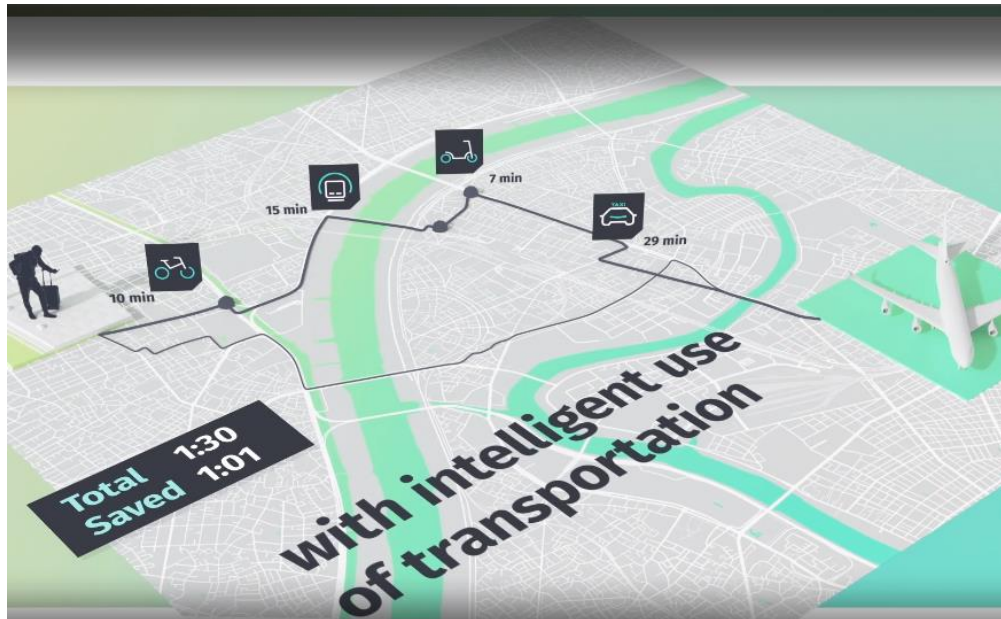 7 min
15 min
TAXI
29 min
10 min
Total 1:30
Saved 1:01
with intelligent use
of transportation